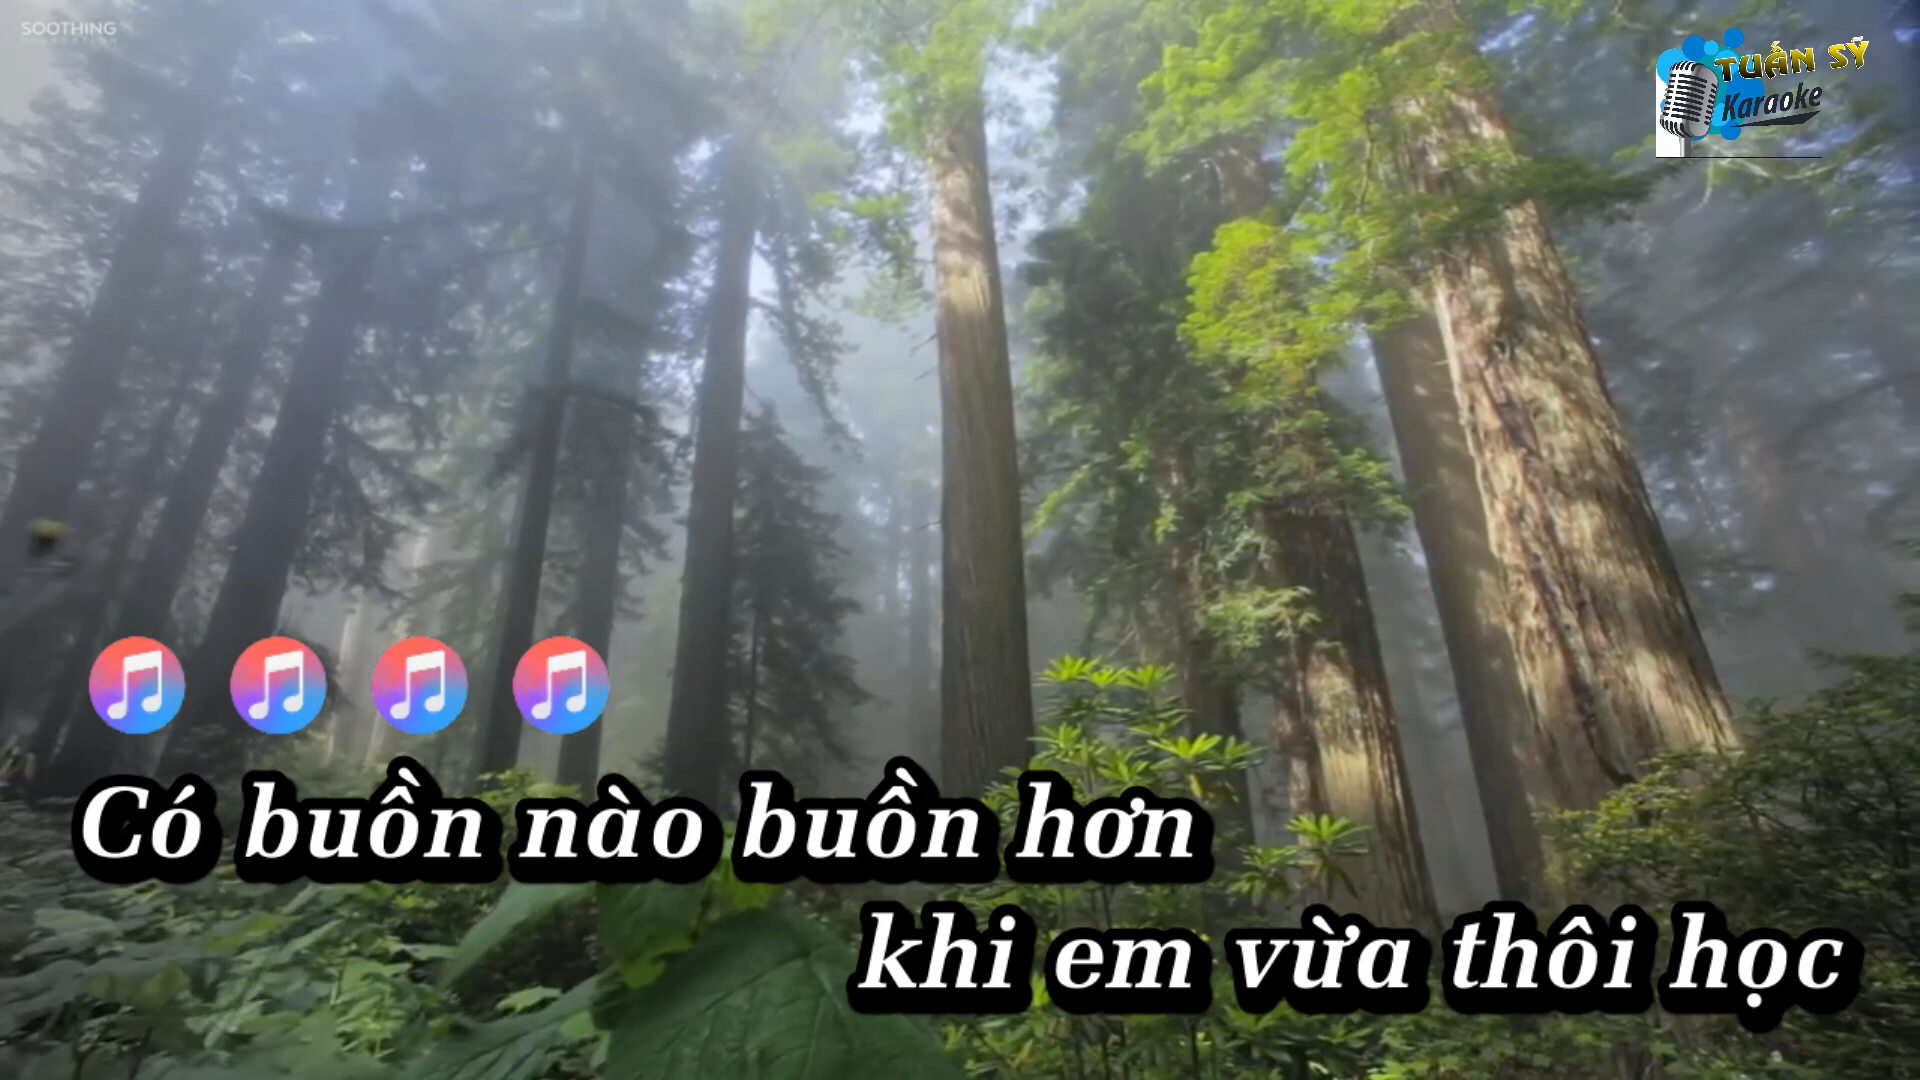 SOOTHING
TUẤN SỸ
Karaoke
Có buồn nào buồn hơn
khi em vừa thôi học